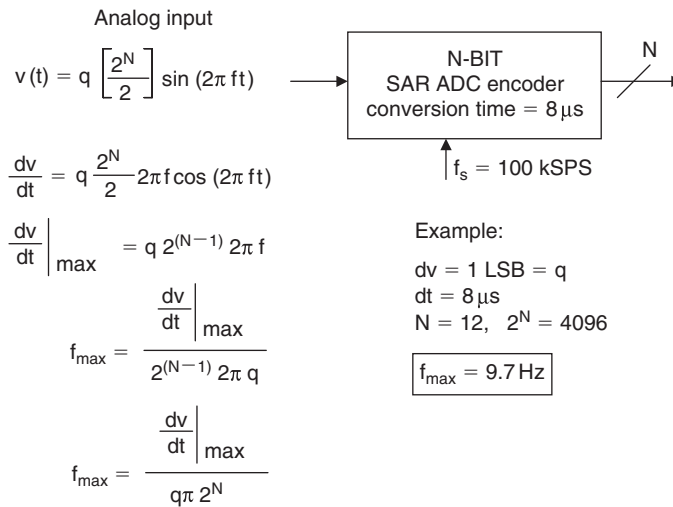 Analog input
v (t) = q [2^N / 2] sin (2π ft)
N-BIT
SAR ADC encoder
conversion time = 8 μs
N
f_s = 100 kSPS
dv/dt = q 2^N/2 2π f cos (2π ft)
dv/dt |max = q 2^(N−1) 2π f
f_max = dv/dt |max / 2^(N−1) 2π q
f_max = dv/dt |max / qπ 2^N
Example:
dv = 1 LSB = q
dt = 8 μs
N = 12, 2^N = 4096
f_max = 9.7 Hz